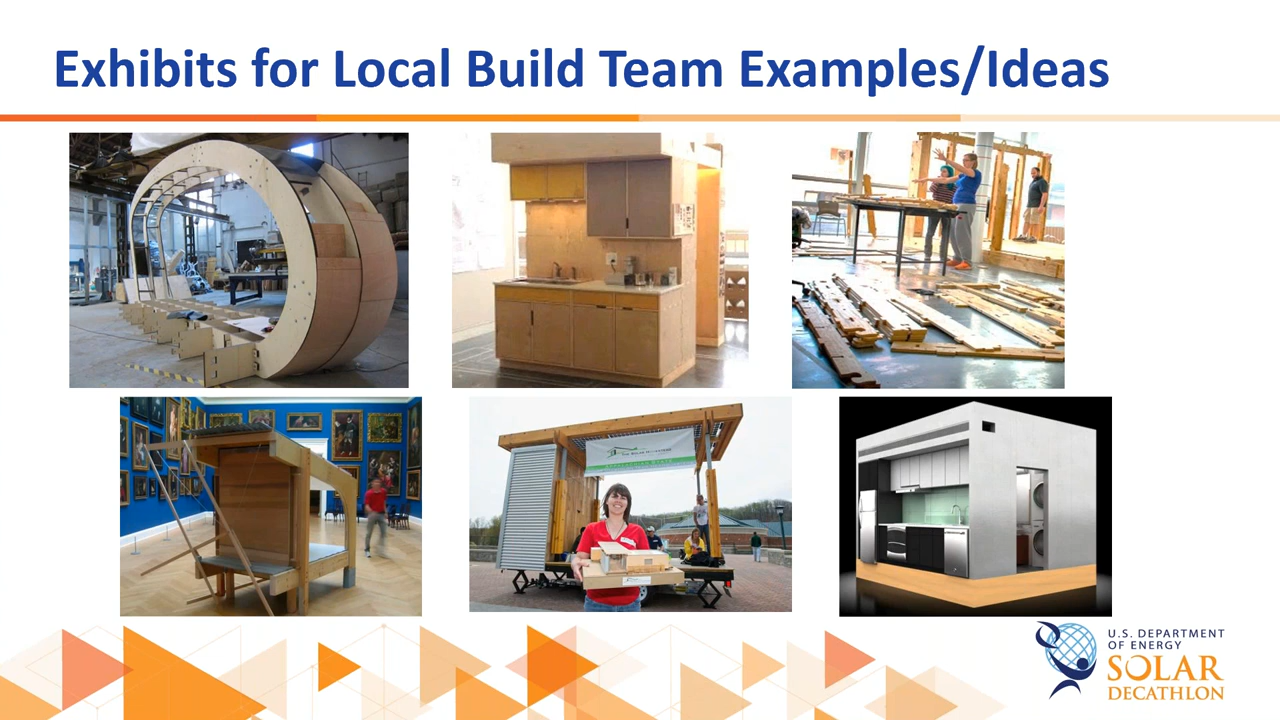 Exhibits for Local Build Team Examples/Ideas
U.S. DEPARTMENT
OF ENERGY
SOLAR
DECATHLON